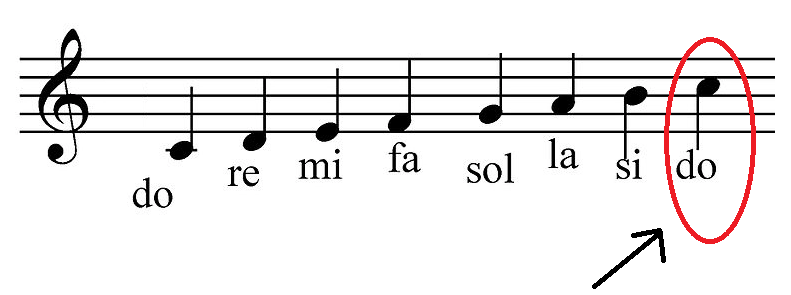 do re mi fa sol la si do